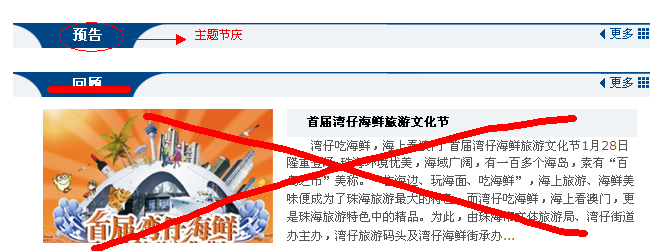 预告 主题节庆 更多
回顾 更多
首届湾仔海鲜旅游文化节
湾仔吃海鲜，海上看澳门 首届湾仔海鲜旅游文化节1月28日
隆重登场 珠海环境优美，海域广阔，有一百多个海岛，素有“百
岛之市”美称。 海边、玩海面、吃海鲜”，海上旅游、海鲜美
味便成为了珠海旅游最大的特色。而湾仔吃海鲜，海上看澳门，更
是珠海旅游特色中的精品。为此，由珠海市文体旅游局、湾仔街道
办主办，湾仔旅游码头及湾仔海鲜街承办...
首届湾仔海鲜